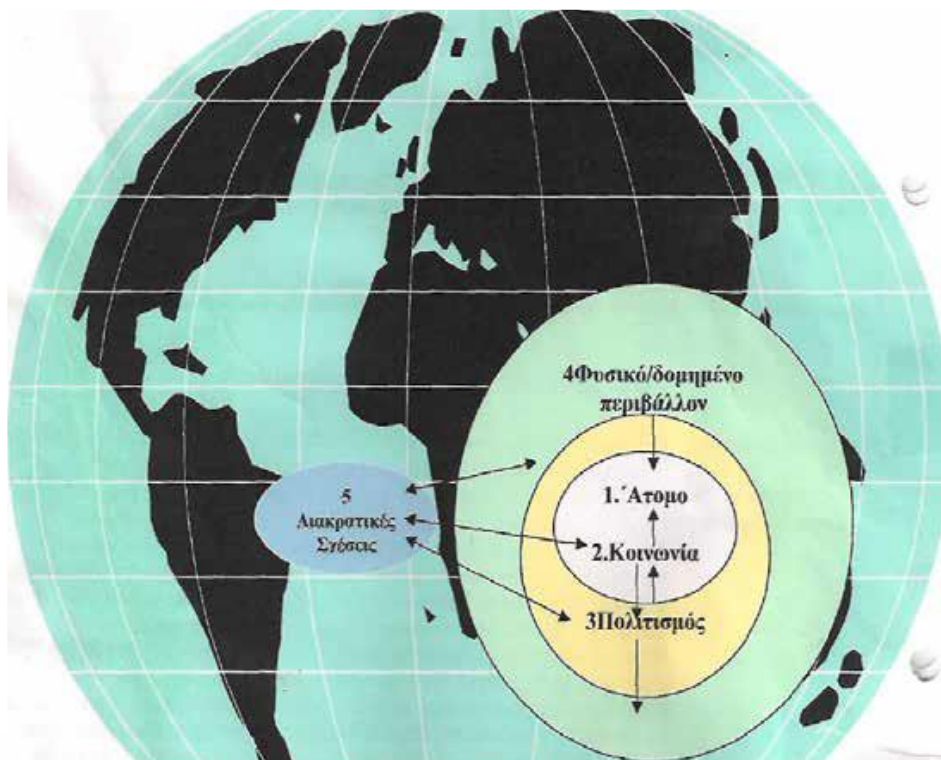 4Φυσικό/δομημένο
περιβάλλον
1.΄Ατομο
2.Κοινωνία
3Πολιτισμός
5
Διακρατικές
Σχέσεις